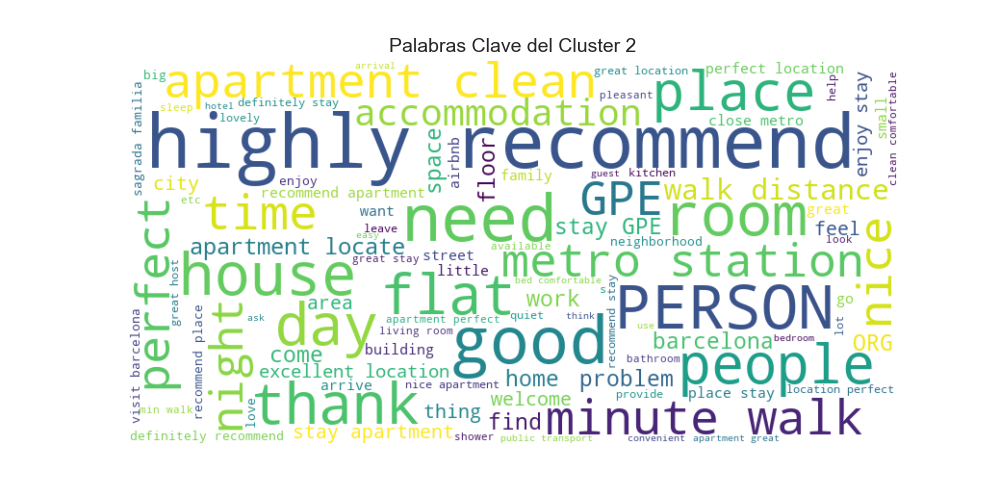 Palabras Clave del Cluster 2
arrival
big
apartment clean
great location
perfect location
sleep
hotel
definitely stay
lovely
accommodation
pleasant
place
help
close metro
enjoy stay
small
clean comfortable
sagrada familia
highly recommend
city
enjoy
etc
recommend apartment
space
airbnb
floor
family
guest
kitchen
GPE
walk distance
great
perfect
time
want
leave
easy
need
stay GPE
room
feel
look
nice
apartment locate
great stay
street
little
available
neighborhood
metro station
great host
house
area
flat
bed comfortable
work
s
PERSON
go
lot
use
visit barcelona
recommend place
night
ask
day
apartment perfect
quiet
think
living room
recommend stay
barcelona
bedroom
ORG
come
building
good
bathroom
people
excellent location
arrive
nice apartment
home
problem
provide
place stay
location perfect
min walk
love
thank
thing
welcome
find
minute walk
definitely recommend
stay apartment
shower
public transport
convenient
apartment great